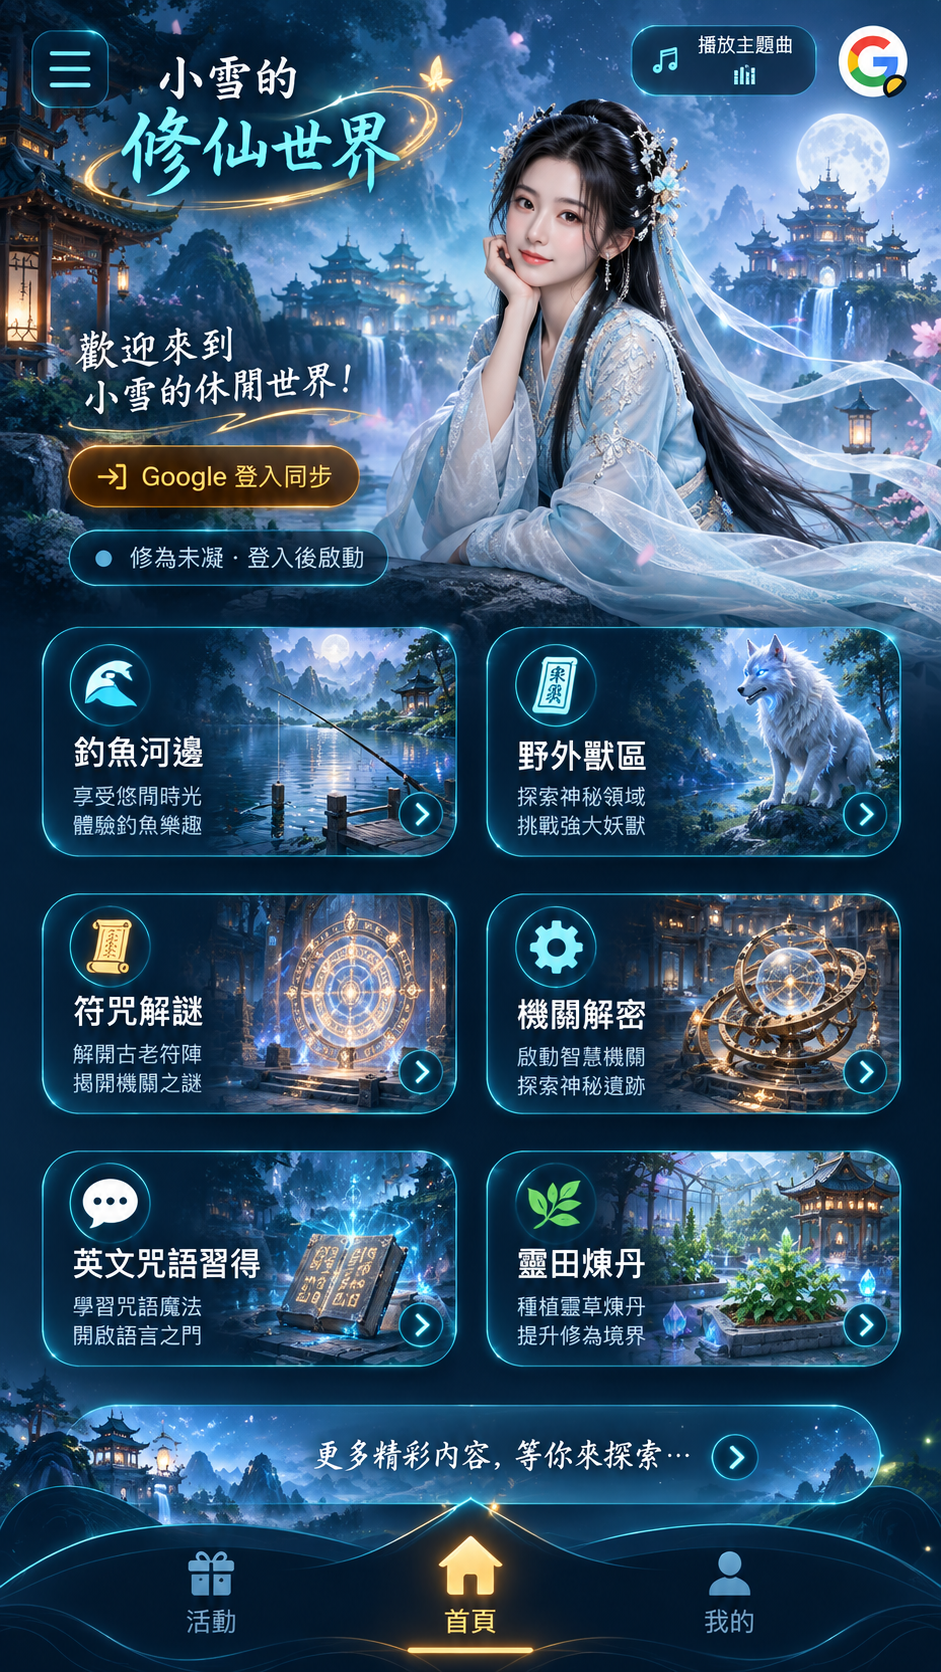 播放主題曲
小雪的
修仙世界
歡迎來到
小雪的休閒世界！
Google 登入同步
修為未凝·登入後啟動
釣魚河邊
享受悠閒時光
體驗釣魚樂趣
野外獸區
探索神秘領域
挑戰強大妖獸
符咒解謎
解開古老符陣
揭開機關之謎
機關解密
啟動智慧機關
探索神秘遺跡
英文咒語習得
學習咒語魔法
開啟語言之門
靈田煉丹
種植靈草煉丹
提升修為境界
更多精彩內容, 等你來探索…
活動
首頁
我的